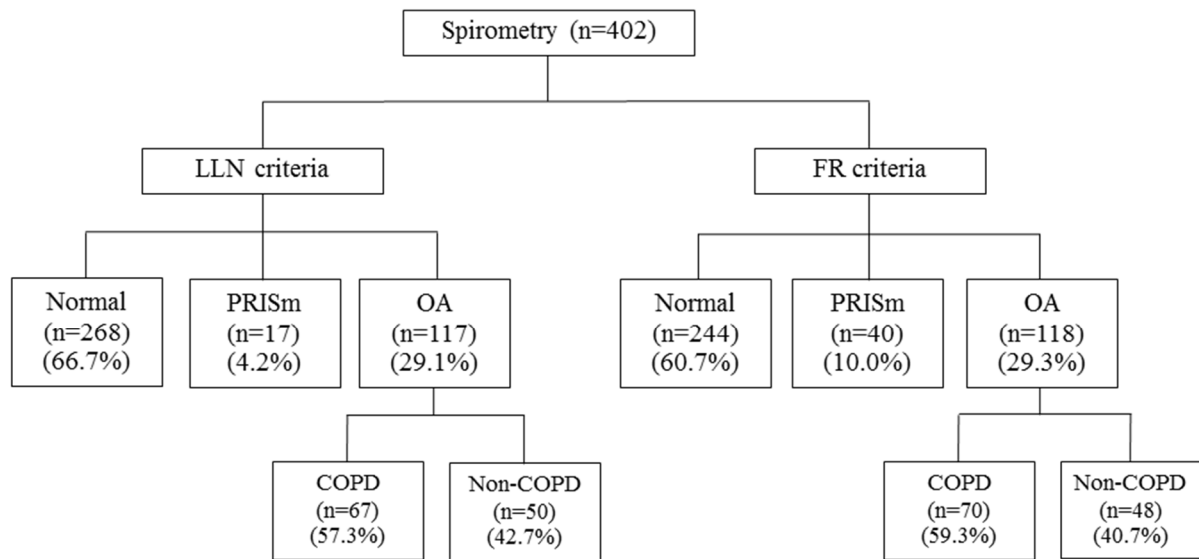 Spirometry (n=402)
LLN criteria
FR criteria
Normal
(n=268)
(66.7%)
PRISm
(n=17)
(4.2%)
OA
(n=117)
(29.1%)
Normal
(n=244)
(60.7%)
PRISm
(n=40)
(10.0%)
OA
(n=118)
(29.3%)
COPD
(n=67)
(57.3%)
Non-COPD
(n=50)
(42.7%)
COPD
(n=70)
(59.3%)
Non-COPD
(n=48)
(40.7%)